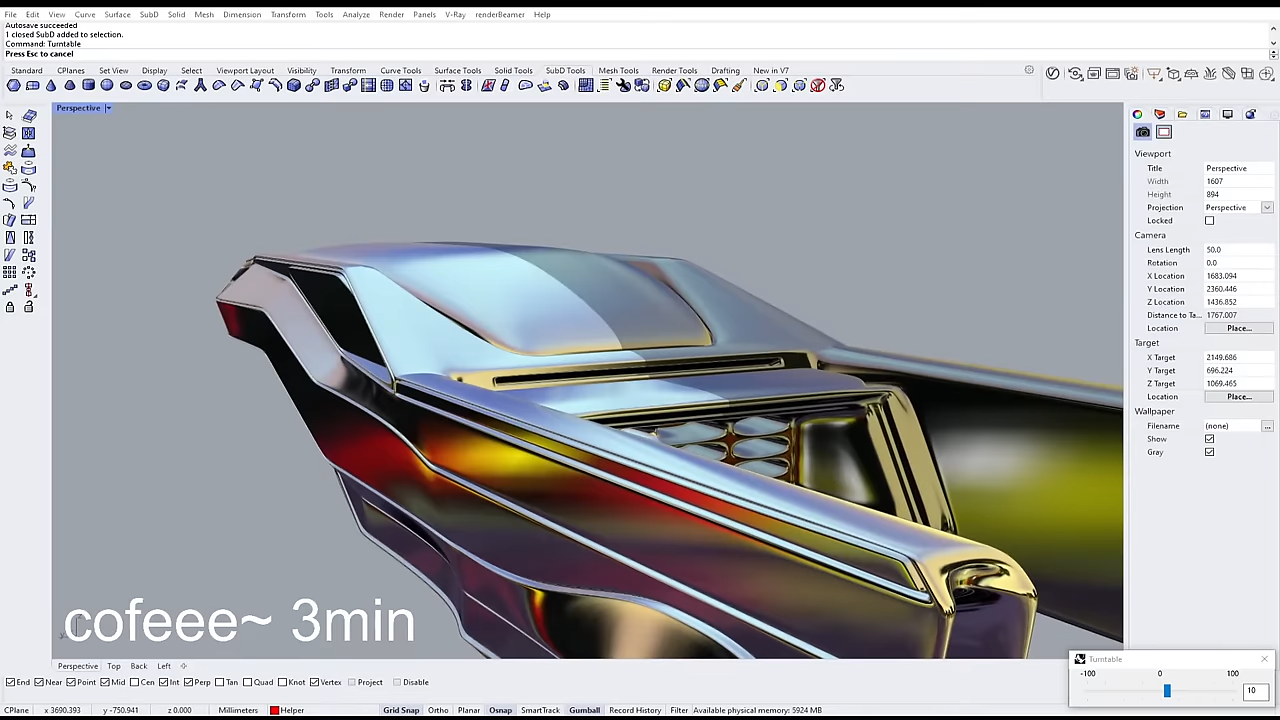 File Edit View Curve Surface SubD Solid Mesh Dimension Transform Tools Analyze Render Panels V-Ray renderBeamer Help
Autosave succeeded
1 closed SubD added to selection.
Command: Turntable
Press Esc to cancel
Standard CPlanes Set View Display Select Viewport Layout Visibility Transform Curve Tools Surface Tools Solid Tools SubD Tools Mesh Tools Render Tools Drafting New in V7
Perspective
Viewport
Title Perspective
Width 1607
Height 894
Projection Perspective
Locked
Camera
Lens Length 50.0
Rotation 0.0
X Location 1683.094
Y Location 2360.446
Z Location 1436.852
Distance to Ta... 1767.007
Location Place...
Target
X Target 2149.686
Y Target 696.224
Z Target 1069.465
Location Place...
Wallpaper
Filename (none) ...
Show
Gray
cofeee~ 3min
Perspective Top Back Left
Turntable
-100 0 100
10
End Near Point Mid Cen Int Perp Tan Quad Knot Vertex Project Disable
CPlane x 3690.393 y -750.941 z 0.000 Millimeters Helper Grid Snap Ortho Planar Osnap SmartTrack Gumball Record History Filter Available physical memory: 5924 MB